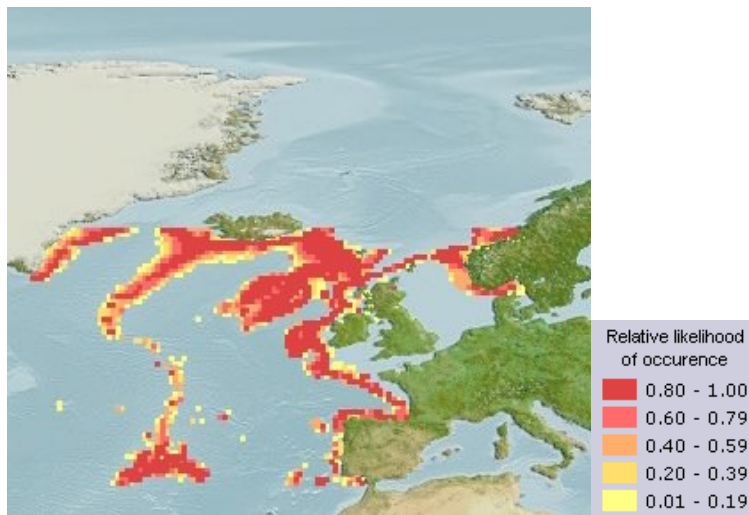 Relative likelihood
of occurence
0.80 - 1.00
0.60 - 0.79
0.40 - 0.59
0.20 - 0.39
0.01 - 0.19